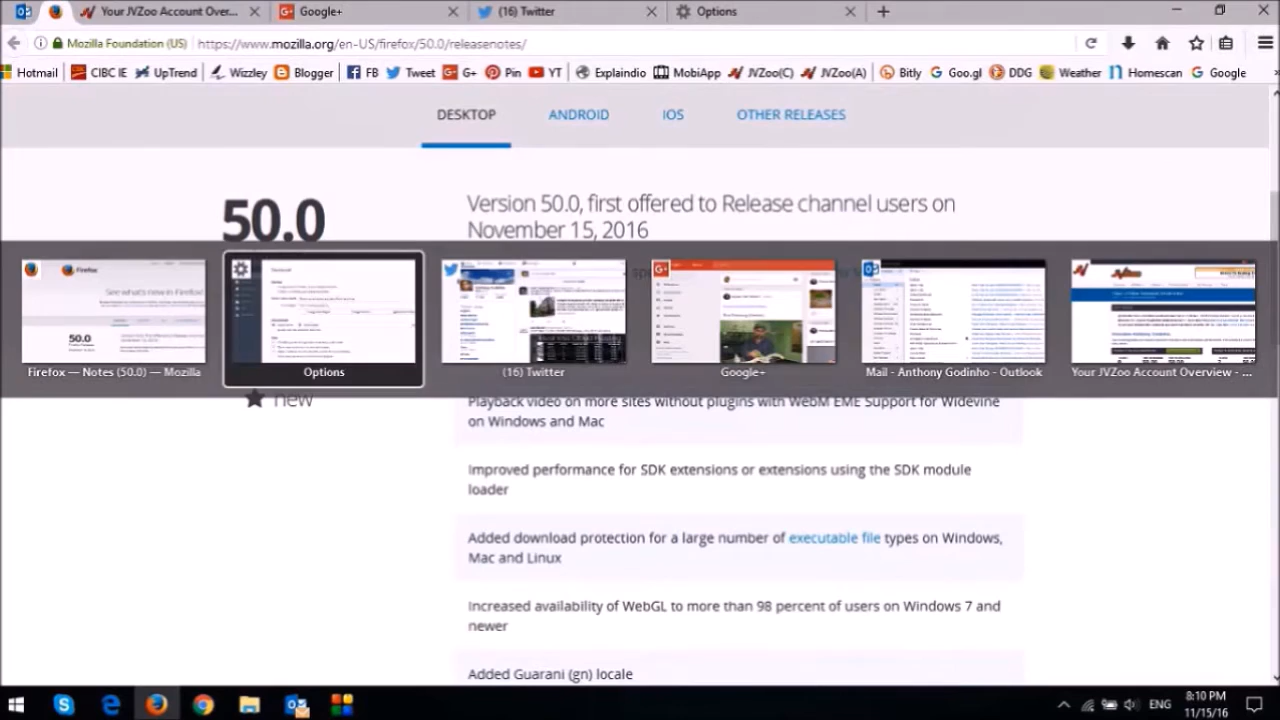 Your JVZoo Account Over...
Google+
(16) Twitter
Options
Mozilla Foundation (US)
https://www.mozilla.org/en-US/firefox/50.0/releasenotes/
Hotmail
CIBC IE
UpTrend
Wizzley
Blogger
FB
Tweet
G+
Pin
YT
Explaindio
MobiApp
JVZoo(C)
JVZoo(A)
Bitly
Goo.gl
DDG
Weather
Homescan
Google
DESKTOP
ANDROID
IOS
OTHER RELEASES
50.0
Version 50.0, first offered to Release channel users on
November 15, 2016
Firefox — Notes (50.0) — Mozilla
Options
(16) Twitter
Google+
Mail - Anthony Godinho - Outlook
Your JVZoo Account Overview - ...
new
Playback video on more sites without plugins with WebM EME Support for Widevine
on Windows and Mac
Improved performance for SDK extensions or extensions using the SDK module
loader
Added download protection for a large number of executable file types on Windows,
Mac and Linux
Increased availability of WebGL to more than 98 percent of users on Windows 7 and
newer
Added Guarani (gn) locale
ENG
8:10 PM
11/15/16